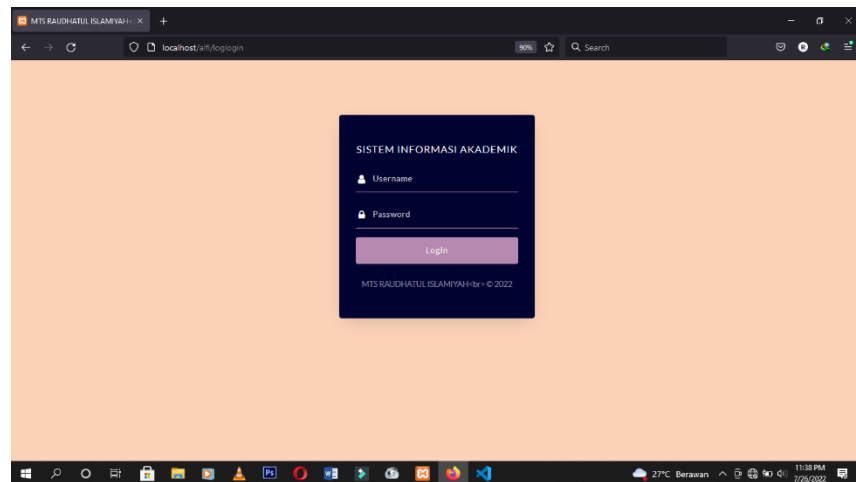 MTS RAUDHATUL ISLAMIYAH<
localhost/alfi/loglogin
90%
Search
SISTEM INFORMASI AKADEMIK
Username
Password
Login
MTS RAUDHATUL ISLAMIYAH<br> © 2022
Ps
27°C Berawan
11:38 PM
7/26/2022